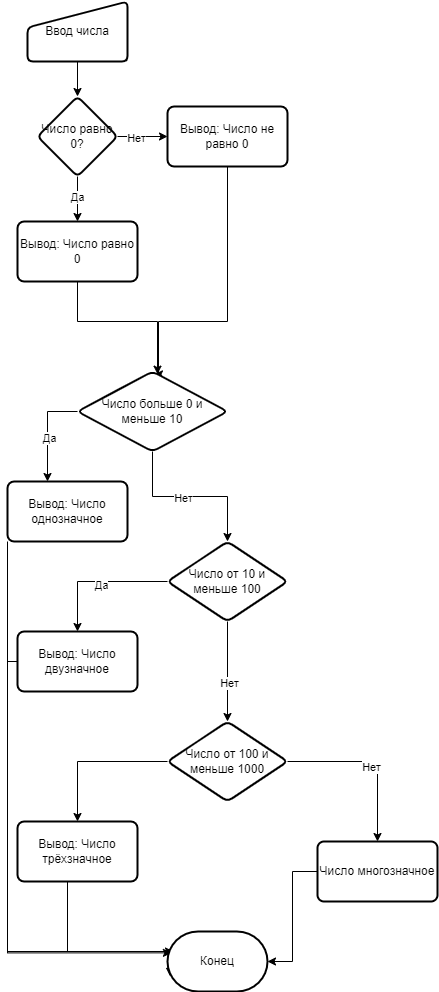 Ввод числа
Число равно
0?
Нет
Вывод: Число не
равно 0
Да
Вывод: Число равно
0
Число больше 0 и
меньше 10
Да
Вывод: Число
однозначное
Нет
Число от 10 и
меньше 100
Да
Вывод: Число
двузначное
Нет
Число от 100 и
меньше 1000
Нет
Вывод: Число
трёхзначное
Число многозначное
Конец